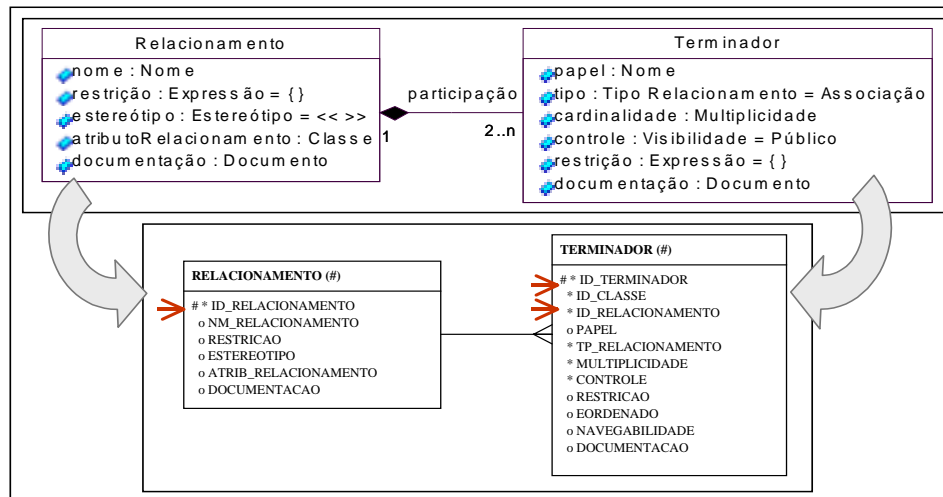 Relacionamento
nome : Nome
restrição : Expressão = { }
estereótipo : Estereótipo = << >>
atributoRelacionamento : Classe
documentação : Documento
participação
1
2..n
Terminador
papel : Nome
tipo : Tipo Relacionamento = Associação
cardinalidade : Multiplicidade
controle : Visibilidade = Público
restrição : Expressão = { }
documentação : Documento
RELACIONAMENTO (#)
# * ID_RELACIONAMENTO
o NM_RELACIONAMENTO
o RESTRICAO
o ESTEREOTIPO
o ATRIB_RELACIONAMENTO
o DOCUMENTACAO
TERMINADOR (#)
# * ID_TERMINADOR
* ID_CLASSE
* ID_RELACIONAMENTO
o PAPEL
* TP_RELACIONAMENTO
* MULTIPLICIDADE
* CONTROLE
o RESTRICAO
o EORDENADO
o NAVEGABILIDADE
o DOCUMENTACAO